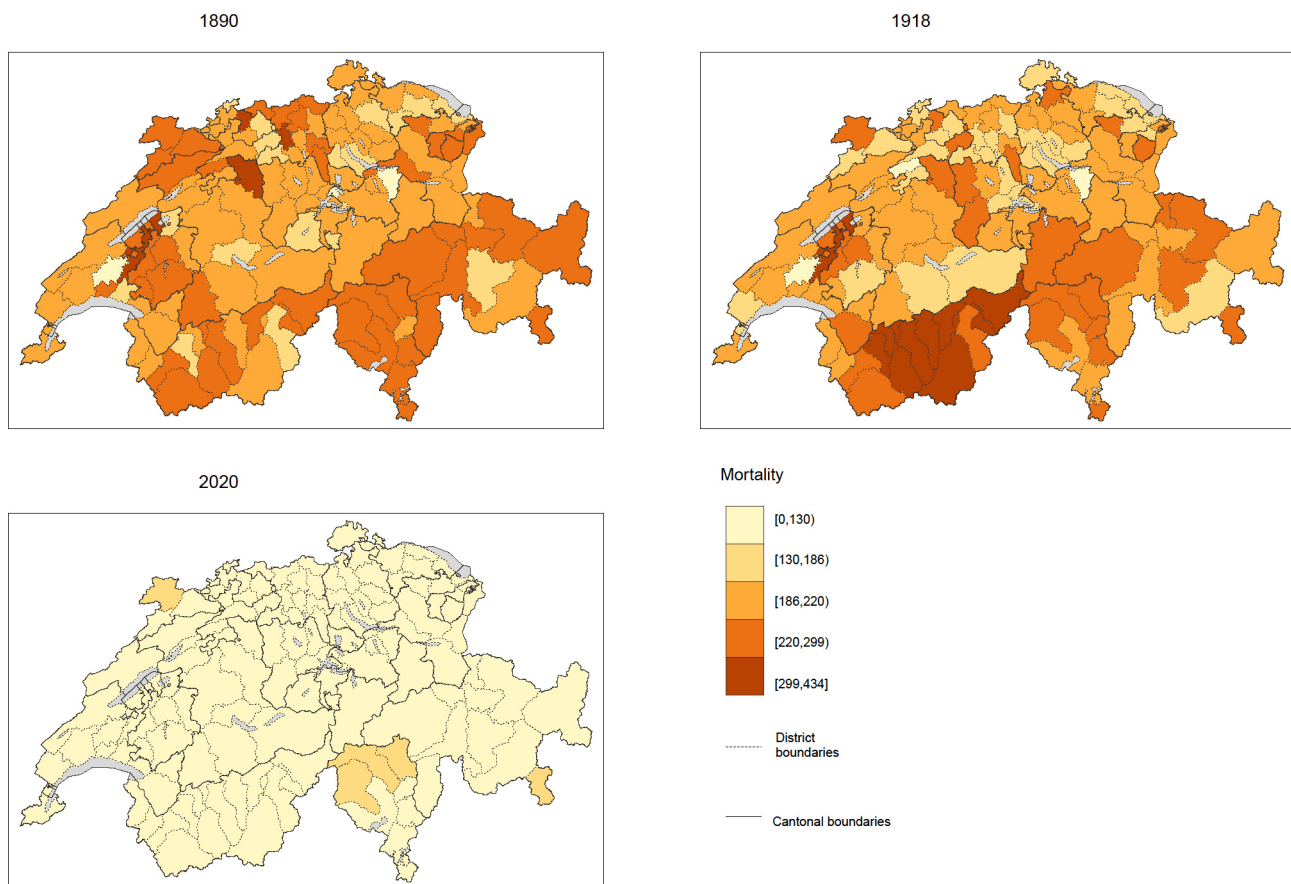 1890
1918
2020
Mortality
[0,130)
[130,186)
[186,220)
[220,299)
[299,434]
District
boundaries
Cantonal boundaries